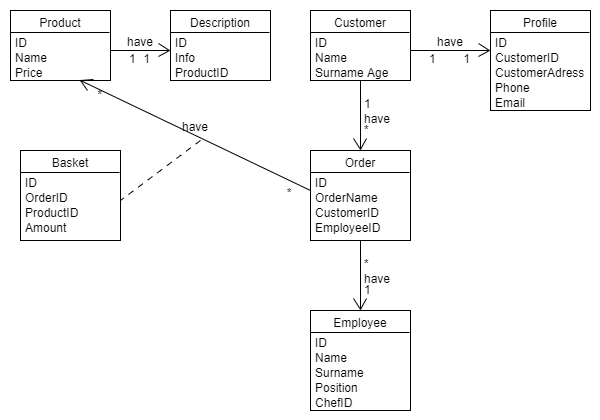 Product
ID
Name
Price
have
1 1
Description
ID
Info
ProductID
Customer
ID
Name
Surname Age
have
1 1
Profile
ID
CustomerID
CustomerAdress
Phone
Email
*
have
*
1
have
*
Basket
ID
OrderID
ProductID
Amount
Order
ID
OrderName
CustomerID
EmployeeID
*
have
1
Employee
ID
Name
Surname
Position
ChefID